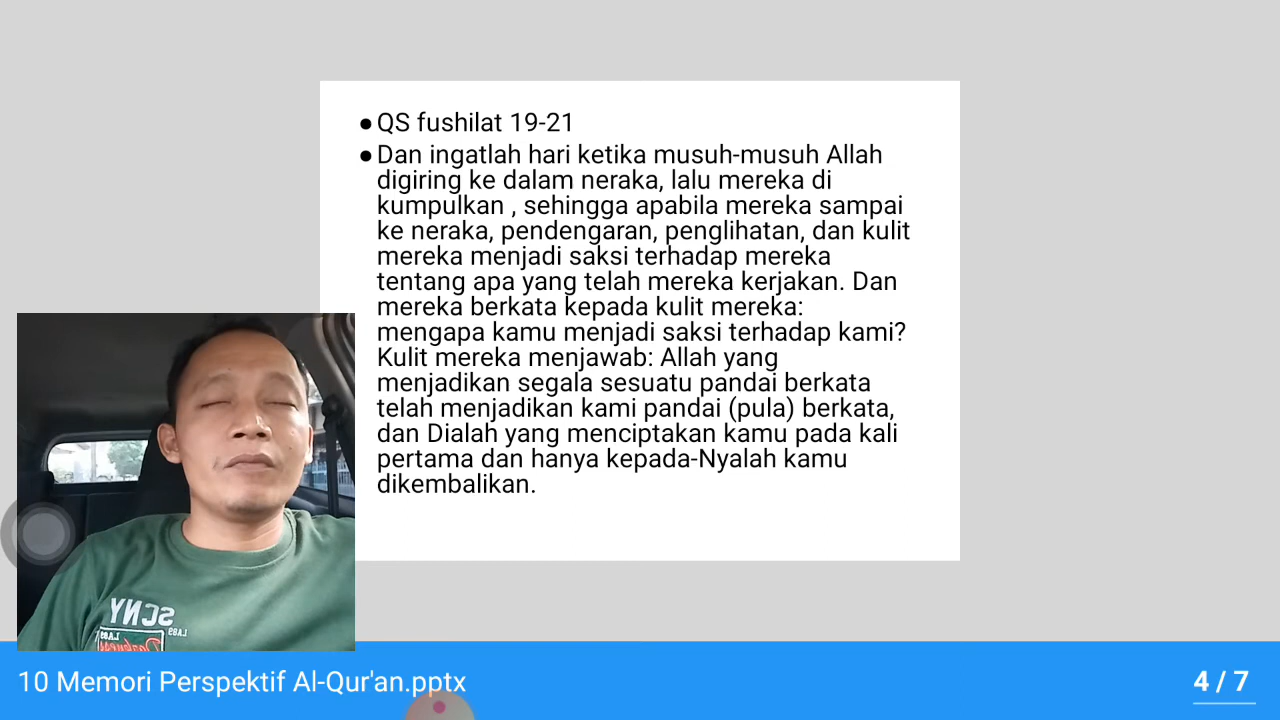 QS fushilat 19-21
Dan ingatlah hari ketika musuh-musuh Allah
digiring ke dalam neraka, lalu mereka di
kumpulkan , sehingga apabila mereka sampai
ke neraka, pendengaran, penglihatan, dan kulit
mereka menjadi saksi terhadap mereka
tentang apa yang telah mereka kerjakan. Dan
mereka berkata kepada kulit mereka:
mengapa kamu menjadi saksi terhadap kami?
Kulit mereka menjawab: Allah yang
menjadikan segala sesuatu pandai berkata
telah menjadikan kami pandai (pula) berkata,
dan Dialah yang menciptakan kamu pada kali
pertama dan hanya kepada-Nyalah kamu
dikembalikan.
SCNY
LA89
LA89
10 Memori Perspektif Al-Qur'an.pptx
4 / 7